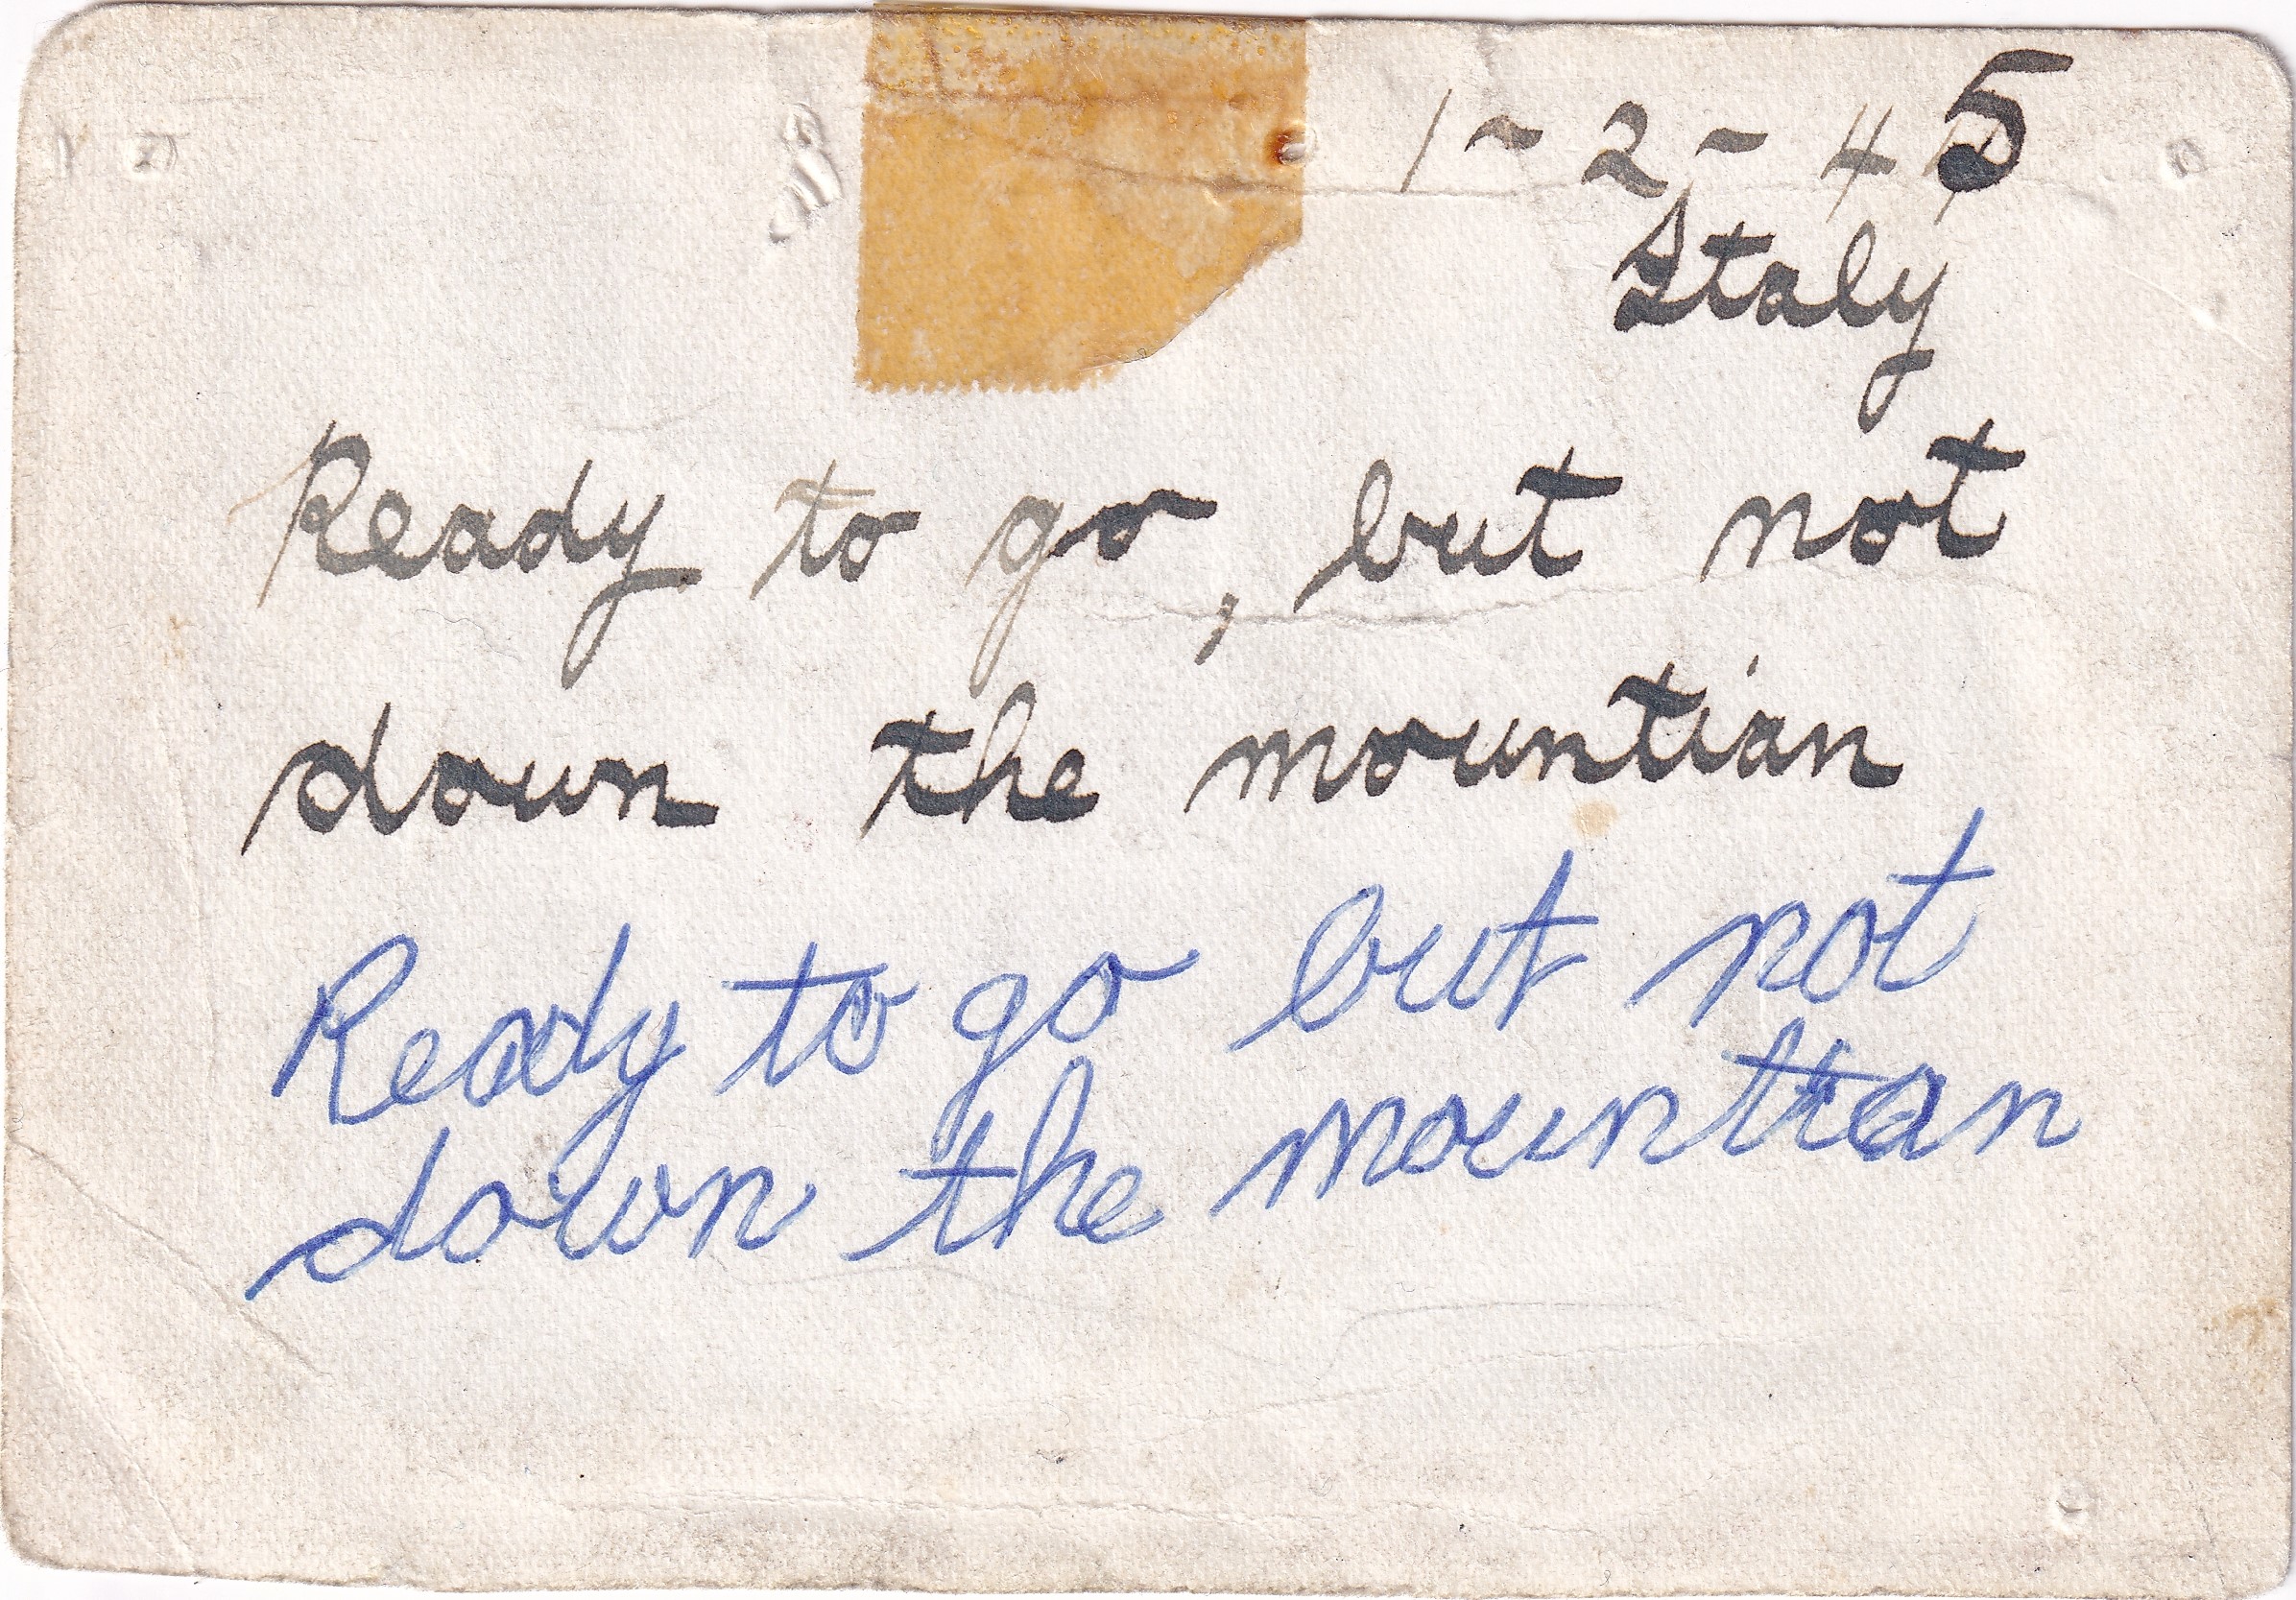 1-2-45
Italy
Ready to go, but not
down the mountian
Ready to go but not
down the mountian